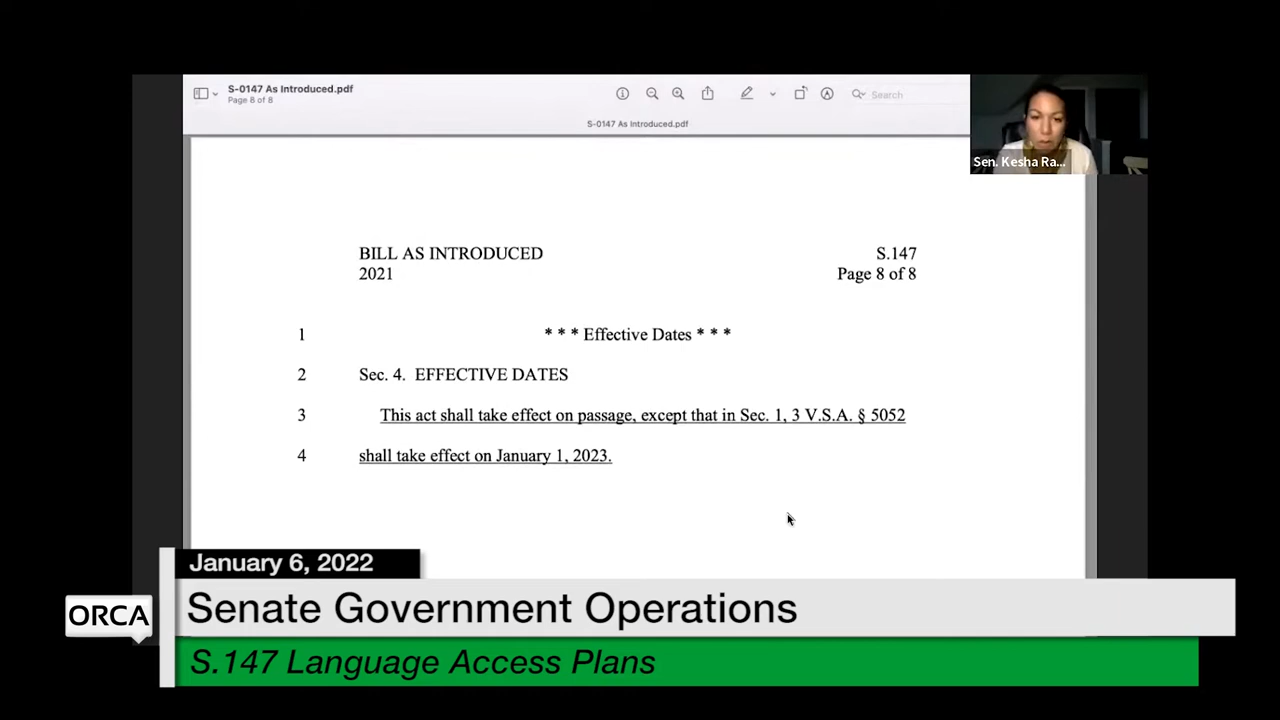 S-0147 As Introduced.pdf
Page 8 of 8
Search
S-0147 As Introduced.pdf
Sen. Kesha Ra...
BILL AS INTRODUCED S.147
2021 Page 8 of 8
1 * * * Effective Dates * * *
2 Sec. 4. EFFECTIVE DATES
3 This act shall take effect on passage, except that in Sec. 1, 3 V.S.A. § 5052
4 shall take effect on January 1, 2023.
January 6, 2022
ORCA
Senate Government Operations
S.147 Language Access Plans